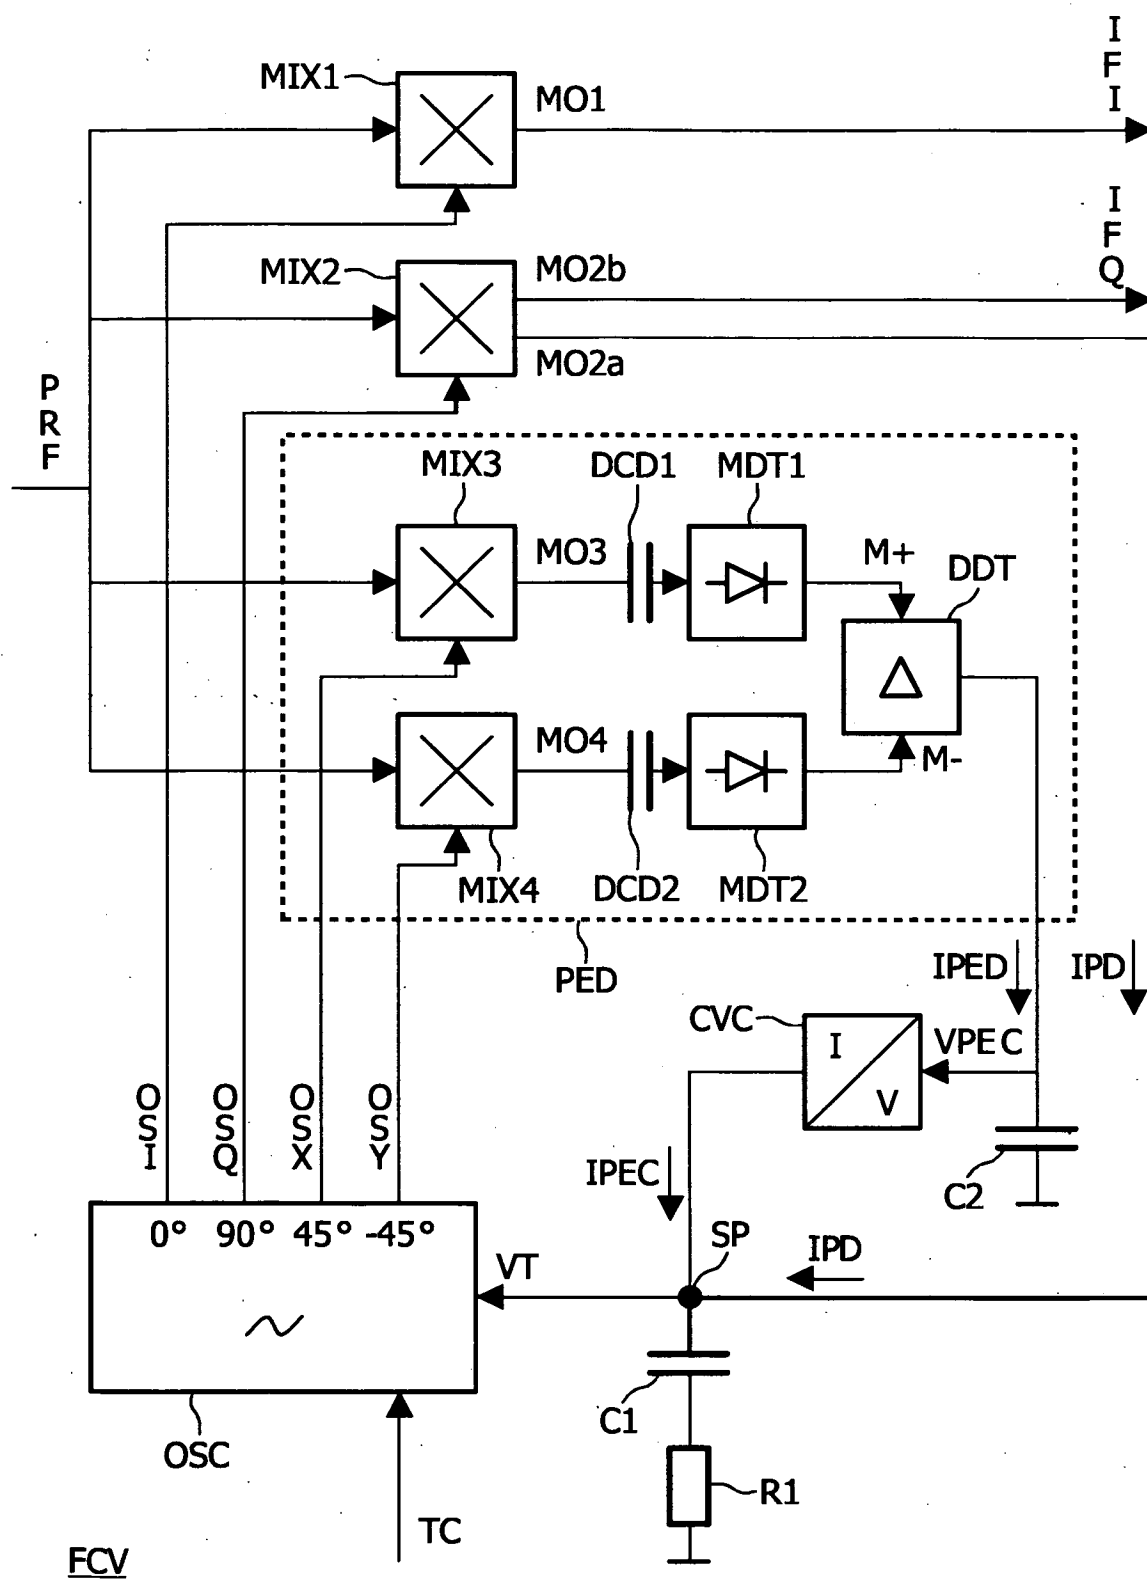 I
F
I
MIX1
MO1
I
F
Q
MIX2
MO2b
MO2a
P
R
F
MIX3
DCD1
MDT1
MO3
M+
DDT
MO4
M-
MIX4
DCD2
MDT2
PED
IPED
IPD
CVC
I
V
VPEC
O
S
I
O
S
Q
O
S
X
O
S
Y
IPEC
C2
0° 90° 45° -45°
SP
IPD
VT
C1
OSC
R1
TC
FCV